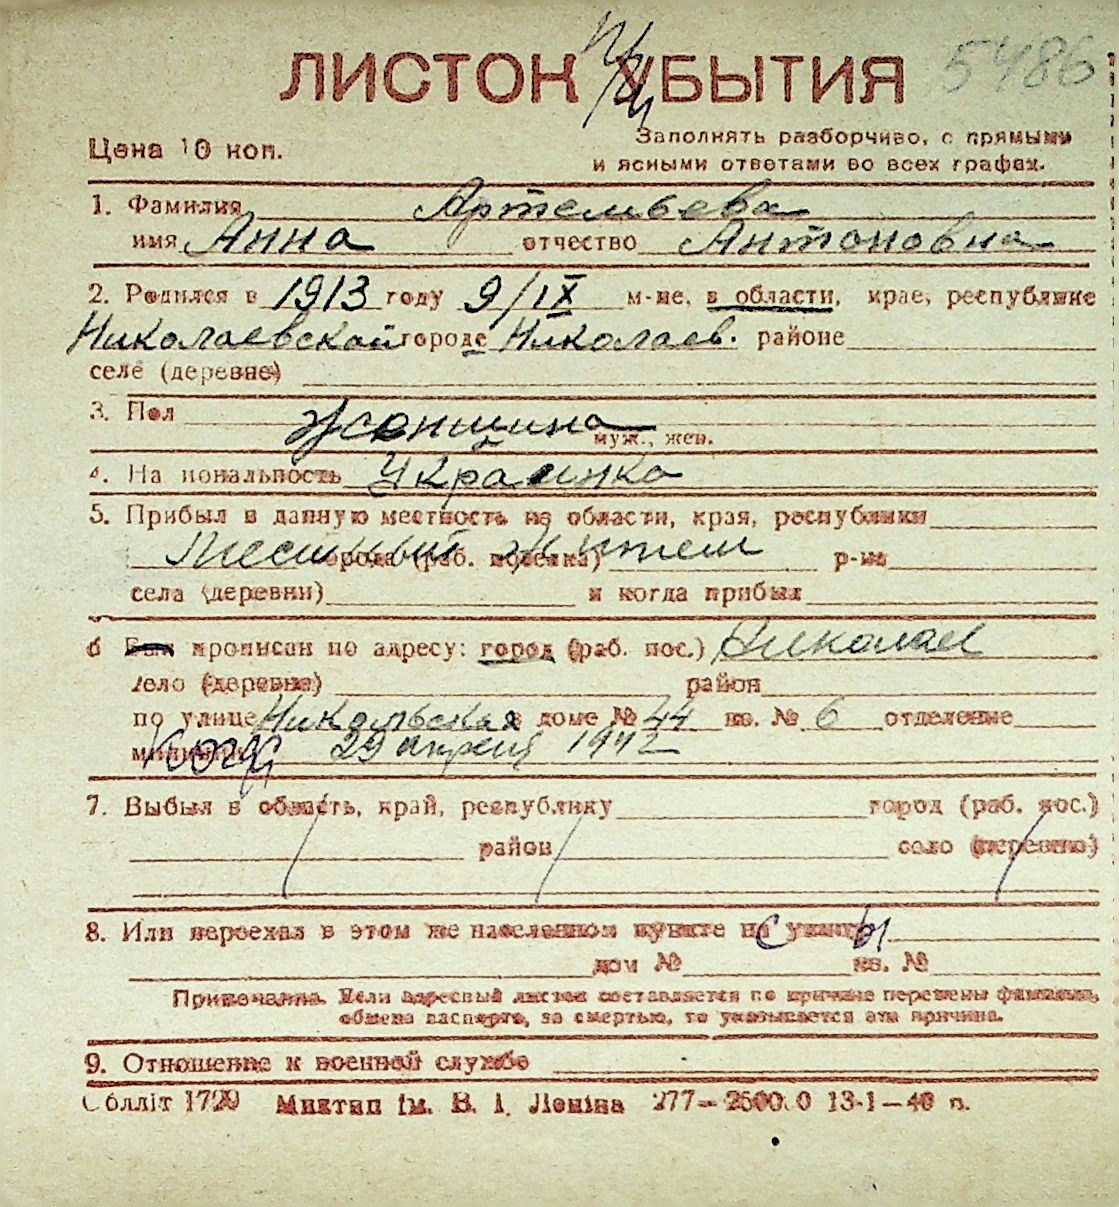 ЛИСТОК УБЫТИЯ 5486
Цена 10 коп.
Заполнять разборчиво, с прямыми
и ясными ответами во всех графах.
1. Фамилия Артемьева
имя Анна отчество Антоновна
2. Родился в 1913 году 9/IX м-це, в области, крае, республике
Николаевской городе Николаев. районе
селе (деревне)
3. Пол Женщина
муж., жен.
4. Национальность Украинка
5. Прибыл в данную местность из области, края, республики
Местный житель города (раб. поселка) р-на
села (деревни) и когда прибыл
6 Был прописан по адресу: город (раб. пос.) Николаев
село (деревне) район
по улице Никольская в доме № 44 кв. № 6 отделение
милиции 29 апреля 1942
7. Выбыл в область, край, республику город (раб. пос.)
район село (деревню)
8. Или переехал в этом же населенном пункте на улицу
дом № кв. №
Примечание. Если адресный листок составляется по причине перемены фамилии,
обмена паспорта, за смертью, то указывается эта причина.
9. Отношение к военной службе
Облліт 1729 Миктип ім. В. І. Леніна 277—25000 13-1—40 р.